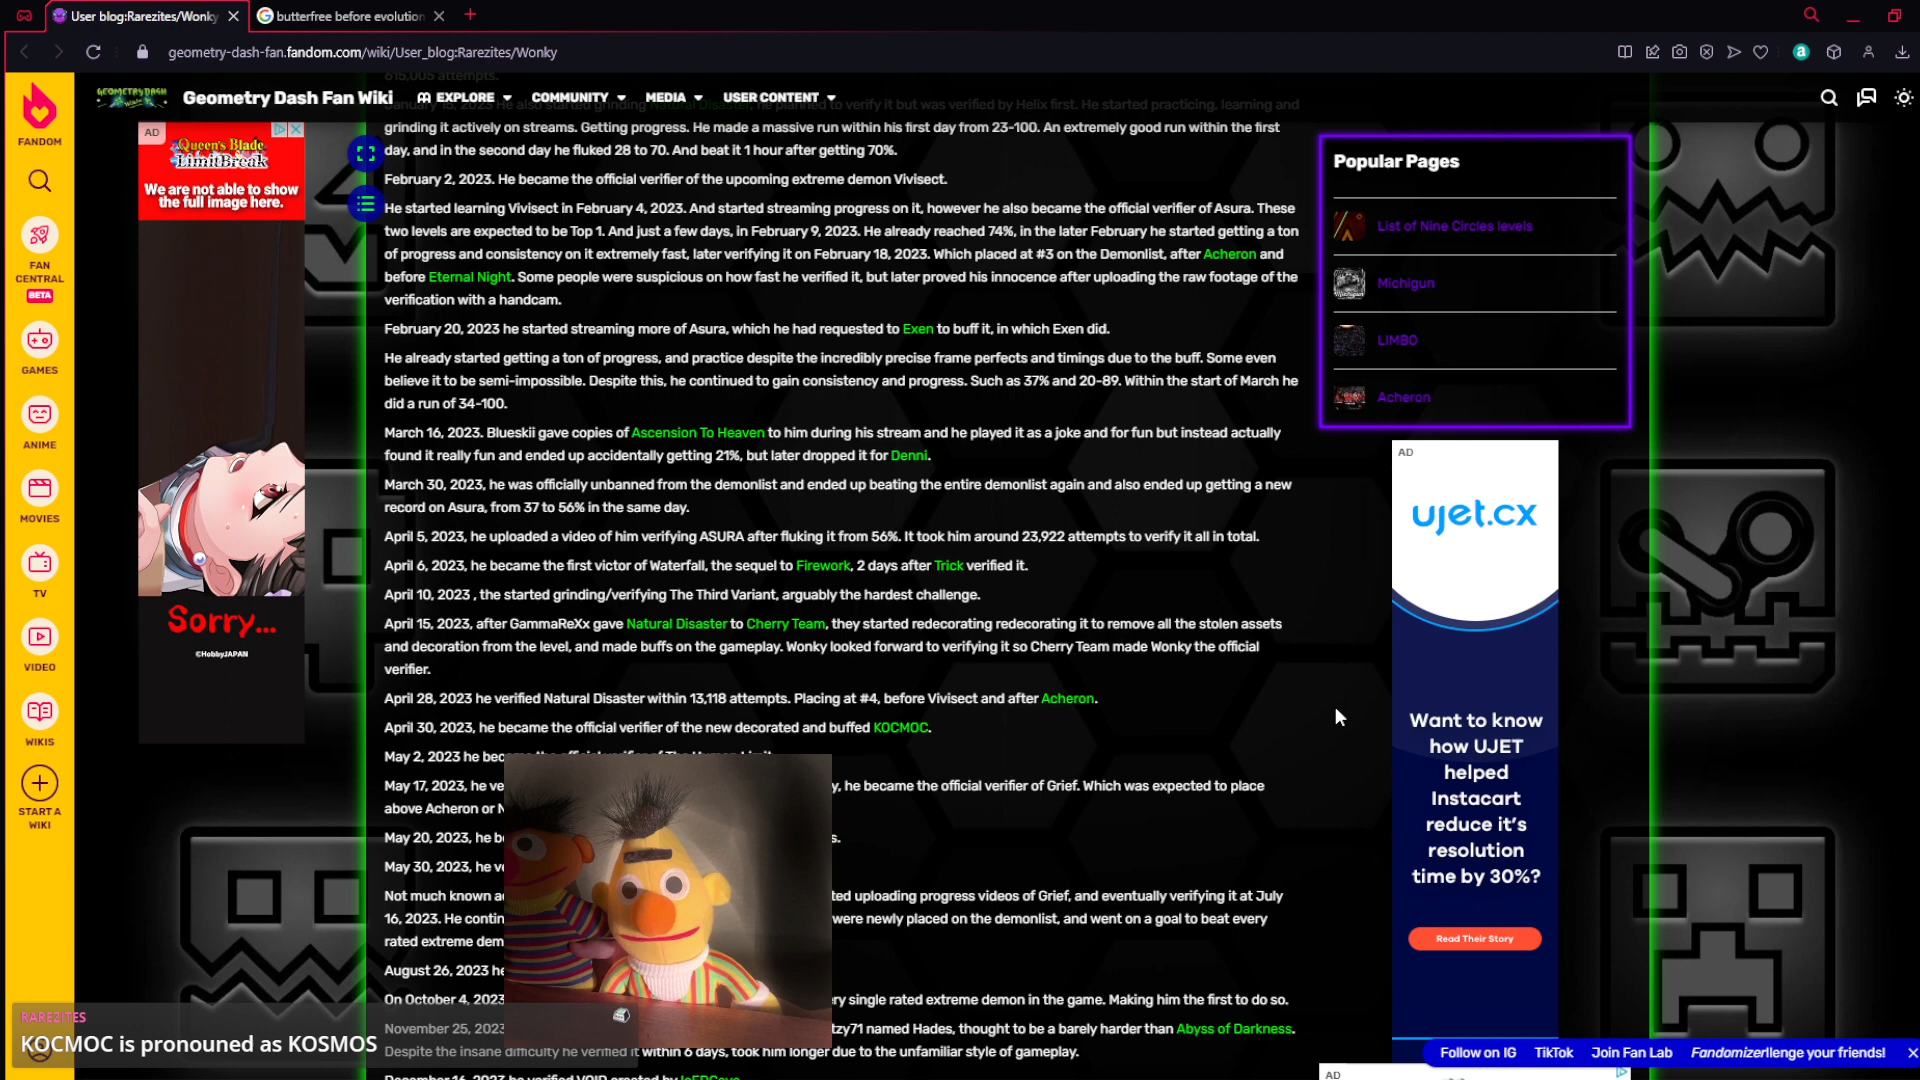 User blog:Rarezites/Wonky
butterfree before evolution
geometry-dash-fan.fandom.com/wiki/User_blog:Rarezites/Wonky
FANDOM
FAN CENTRAL
BETA
GAMES
ANIME
MOVIES
TV
VIDEO
WIKIS
START A WIKI
Geometry Dash Fan Wiki
EXPLORE
COMMUNITY
MEDIA
USER CONTENT
AD
Queen's Blade
LimitBreak
We are not able to show
the full image here.
Sorry...
©HobbyJAPAN
615,005 attempts.
January 15, 2023 He also started grinding Natural Disaster, he planned to verify it but was verified by Helix first. He started practicing, learning and
grinding it actively on streams. Getting progress. He made a massive run within his first day from 23-100. An extremely good run within the first
day, and in the second day he fluked 28 to 70. And beat it 1 hour after getting 70%.
February 2, 2023. He became the official verifier of the upcoming extreme demon Vivisect.
He started learning Vivisect in February 4, 2023. And started streaming progress on it, however he also became the official verifier of Asura. These
two levels are expected to be Top 1. And just a few days, in February 9, 2023. He already reached 74%, in the later February he started getting a ton
of progress and consistency on it extremely fast, later verifying it on February 18, 2023. Which placed at #3 on the Demonlist, after Acheron and
before Eternal Night. Some people were suspicious on how fast he verified it, but later proved his innocence after uploading the raw footage of the
verification with a handcam.
February 20, 2023 he started streaming more of Asura, which he had requested to Exen to buff it, in which Exen did.
He already started getting a ton of progress, and practice despite the incredibly precise frame perfects and timings due to the buff. Some even
believe it to be semi-impossible. Despite this, he continued to gain consistency and progress. Such as 37% and 20-89. Within the start of March he
did a run of 34-100.
March 16, 2023. Blueskii gave copies of Ascension To Heaven to him during his stream and he played it as a joke and for fun but instead actually
found it really fun and ended up accidentally getting 21%, but later dropped it for Denni.
March 30, 2023, he was officially unbanned from the demonlist and ended up beating the entire demonlist again and also ended up getting a new
record on Asura, from 37 to 56% in the same day.
April 5, 2023, he uploaded a video of him verifying ASURA after fluking it from 56%. It took him around 23,922 attempts to verify it all in total.
April 6, 2023, he became the first victor of Waterfall, the sequel to Firework, 2 days after Trick verified it.
April 10, 2023 , the started grinding/verifying The Third Variant, arguably the hardest challenge.
April 15, 2023, after GammaReXx gave Natural Disaster to Cherry Team, they started redecorating redecorating it to remove all the stolen assets
and decoration from the level, and made buffs on the gameplay. Wonky looked forward to verifying it so Cherry Team made Wonky the official
verifier.
April 28, 2023 he verified Natural Disaster within 13,118 attempts. Placing at #4, before Vivisect and after Acheron.
April 30, 2023, he became the official verifier of the new decorated and buffed KOCMOC.
May 2, 2023 he became the official verifier of The Human Limit.
May 17, 2023, he ve y, he became the official verifier of Grief. Which was expected to place
above Acheron or N
May 20, 2023, he b s.
May 30, 2023, he ve
Not much known a ted uploading progress videos of Grief, and eventually verifying it at July
16, 2023. He contin were newly placed on the demonlist, and went on a goal to beat every
rated extreme dem
August 26, 2023 he
On October 4, 2023 ry single rated extreme demon in the game. Making him the first to do so.
November 25, 2023 tzy71 named Hades, thought to be a barely harder than Abyss of Darkness.
Despite the insane difficulty he verified it within 6 days, took him longer due to the unfamiliar style of gameplay.
December 16, 2023 he verified VOID created by
RAREZITES
KOCMOC is pronouned as KOSMOS
Popular Pages
List of Nine Circles levels
Michigun
LIMBO
Acheron
AD
ujet.cx
Want to know
how UJET
helped
Instacart
reduce it's
resolution
time by 30%?
Read Their Story
Follow on IG
TikTok
Join Fan Lab
Fandomizerllenge your friends!
AD